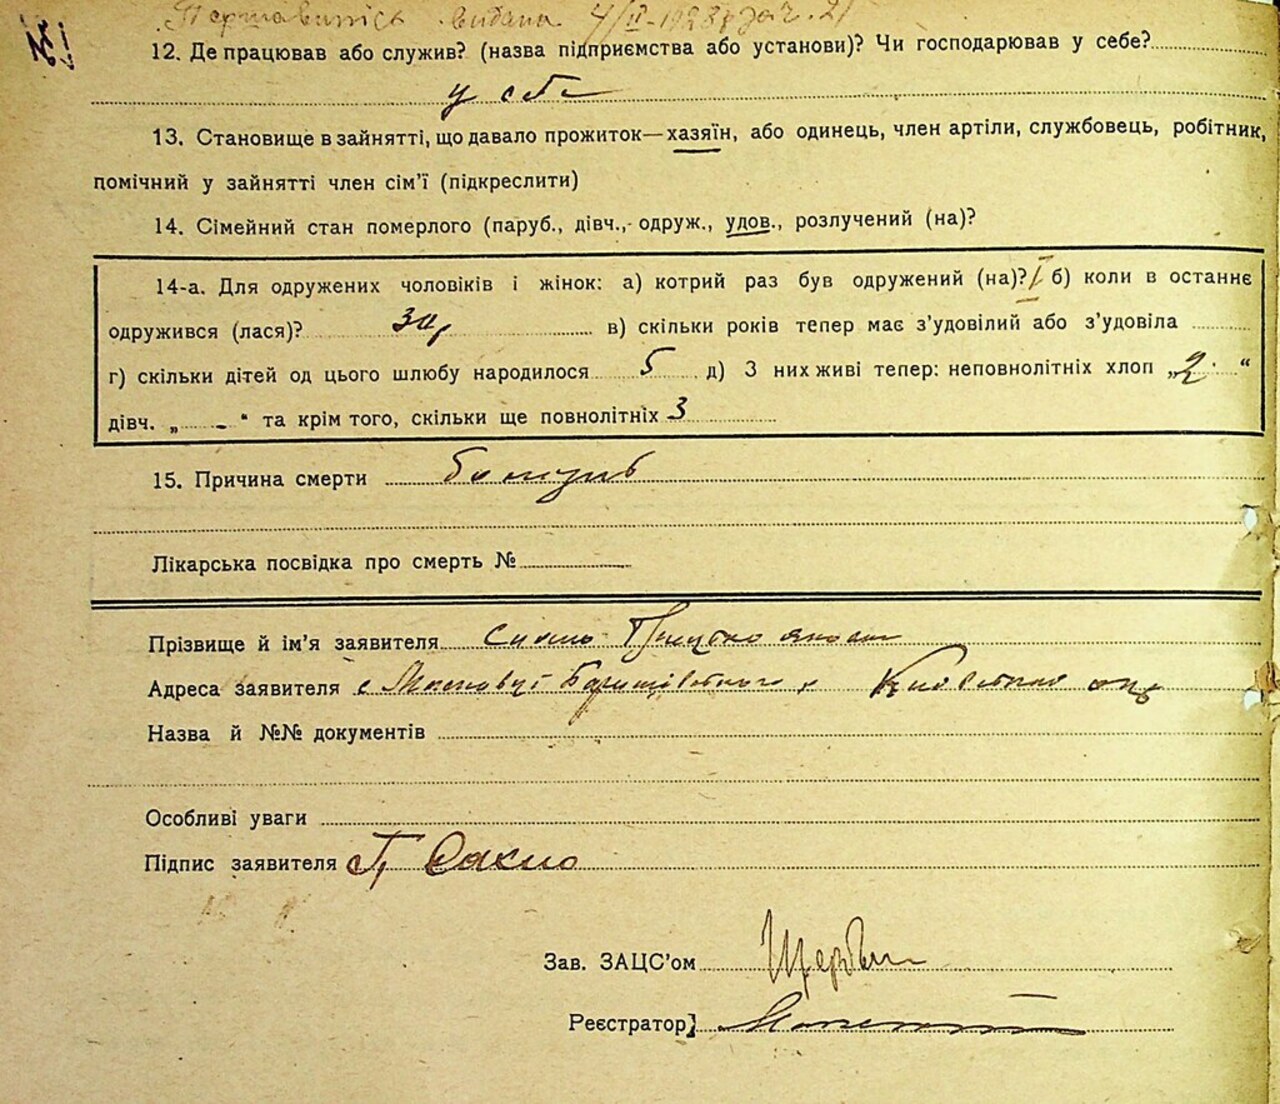 видана 4/II-1928
12. Де працював або служив? (назва підприємства або установи)? Чи господарював у себе?
у себе
13. Становище в зайнятті, що давало прожиток—хазяїн, або одинець, член артіли, службовець, робітник,
помічний у зайнятті член сім'ї (підкреслити)
14. Сімейний стан померлого (паруб., дівч., одруж., удов., розлучений (на)?
14-а. Для одружених чоловіків і жінок: а) котрий раз був одружений (на)? I б) коли в останнє
одружився (лася)? в) скільки років тепер має з'удовілий або з'удовіла
г) скільки дітей од цього шлюбу народилося 5 д) З них живі тепер: неповнолітніх хлоп „2“
дівч. „-“ та крім того, скільки ще повнолітніх 3
15. Причина смерти
Лікарська посвідка про смерть №
Прізвище й ім'я заявителя
Адреса заявителя с
Назва й №№ документів
Особливі уваги
Підпис заявителя
Зав. ЗАЦС'ом
Реєстратор